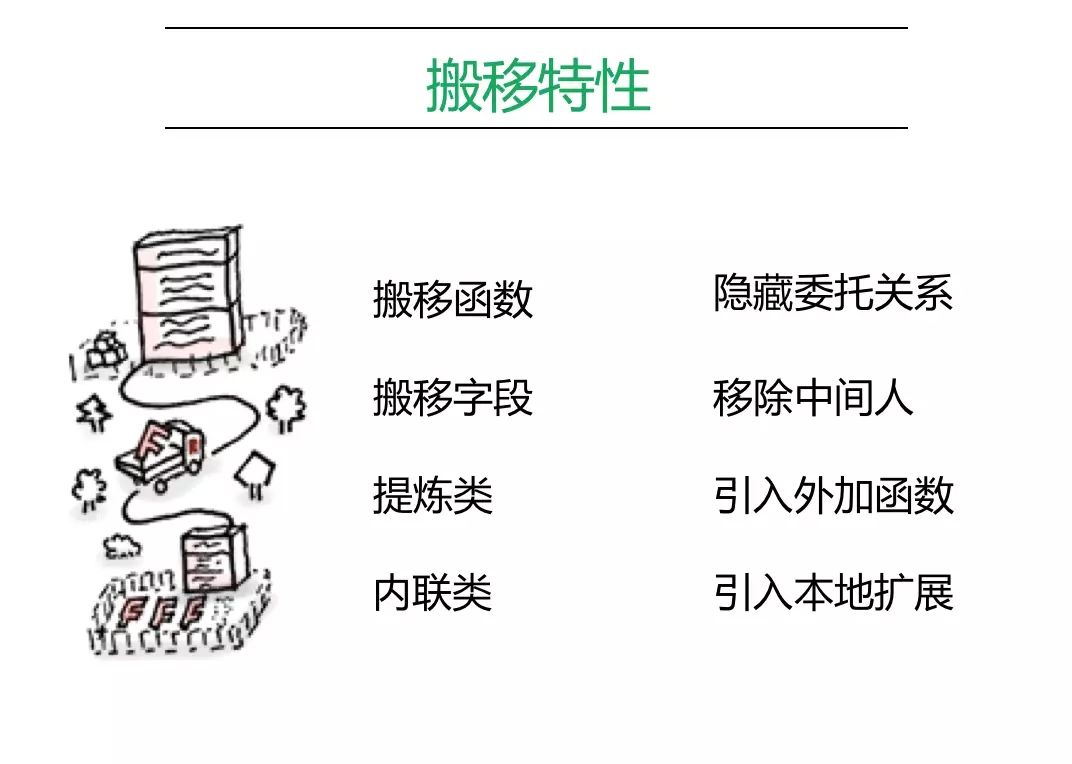 搬移特性
搬移函数
搬移字段
提炼类
内联类
隐藏委托关系
移除中间人
引入外加函数
引入本地扩展
F
F F F